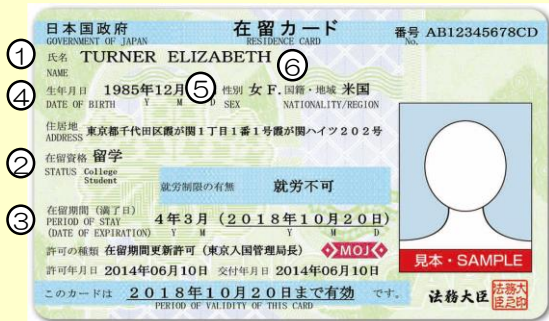 日本国政府 在留カード 番号 AB12345678CD
GOVERNMENT OF JAPAN RESIDENCE CARD No.
① 氏名 TURNER ELIZABETH ⑥
NAME
④ 生年月日 1985年12月 ⑤ 性別 女 F. 国籍・地域 米国
DATE OF BIRTH Y M D SEX NATIONALITY/REGION
住居地 東京都千代田区霞が関1丁目1番1号霞が関ハイツ202号
ADDRESS
② 在留資格 留学
STATUS College
Student
就労制限の有無 就労不可
③ 在留期間(満了日)
PERIOD OF STAY 4年3月 (2018年10月20日)
(DATE OF EXPIRATION) Y M Y M D
許可の種類 在留期間更新許可 (東京入国管理局長) MOJ
許可年月日 2014年06月10日 交付年月日 2014年06月10日
見本・SAMPLE
このカードは 2018年10月20日まで有効 です。
PERIOD OF VALIDITY OF THIS CARD
法務大臣 法務大臣之印